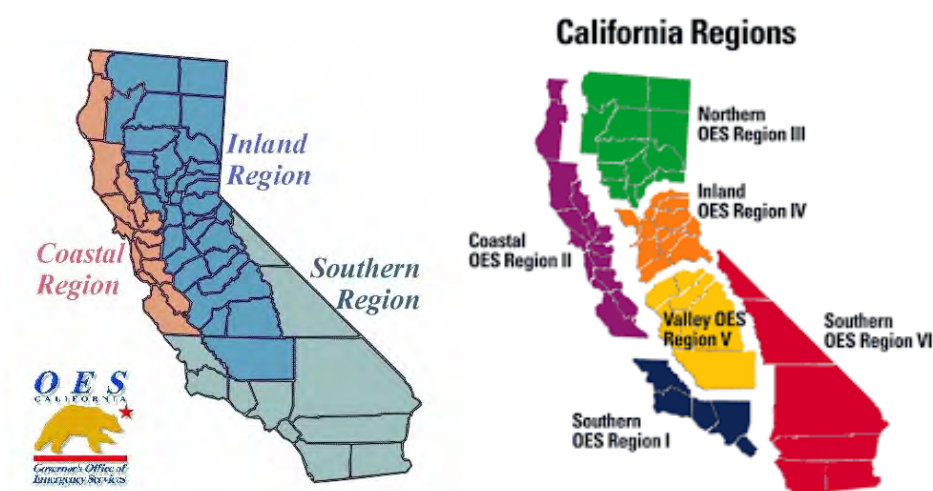 Inland
Region
Coastal
Region
Southern
Region
OES
CALIFORNIA
Governor's Office of
Emergency Services
California Regions
Northern
OES Region III
Inland
OES Region IV
Coastal
OES Region II
Valley OES
Region V
Southern
OES Region VI
Southern
OES Region I